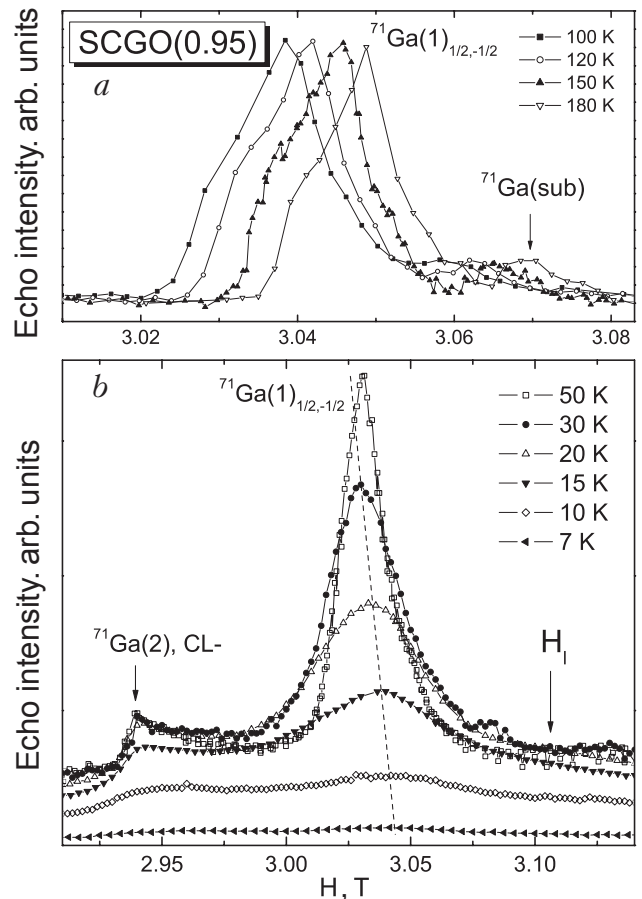 SCGO(0.95)
a
⁷¹Ga(1)₁/₂,₋₁/₂
100 K
120 K
150 K
180 K
⁷¹Ga(sub)
Echo intensity. arb. units
3.02
3.04
3.06
3.08
b
⁷¹Ga(1)₁/₂,₋₁/₂
50 K
30 K
20 K
15 K
10 K
7 K
⁷¹Ga(2), CL-
Hₗ
Echo intensity. arb. units
2.95
3.00
3.05
3.10
H, T